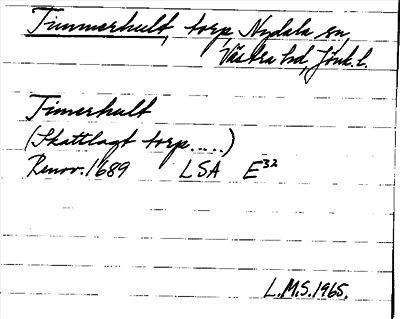 Timmerhult, torp, Nydala sn,
Västra hd, Jönk. l.
Timerhult
(Skattlagt torp.....)
Renov. 1689 LSA E32
L.M.S. 1965.